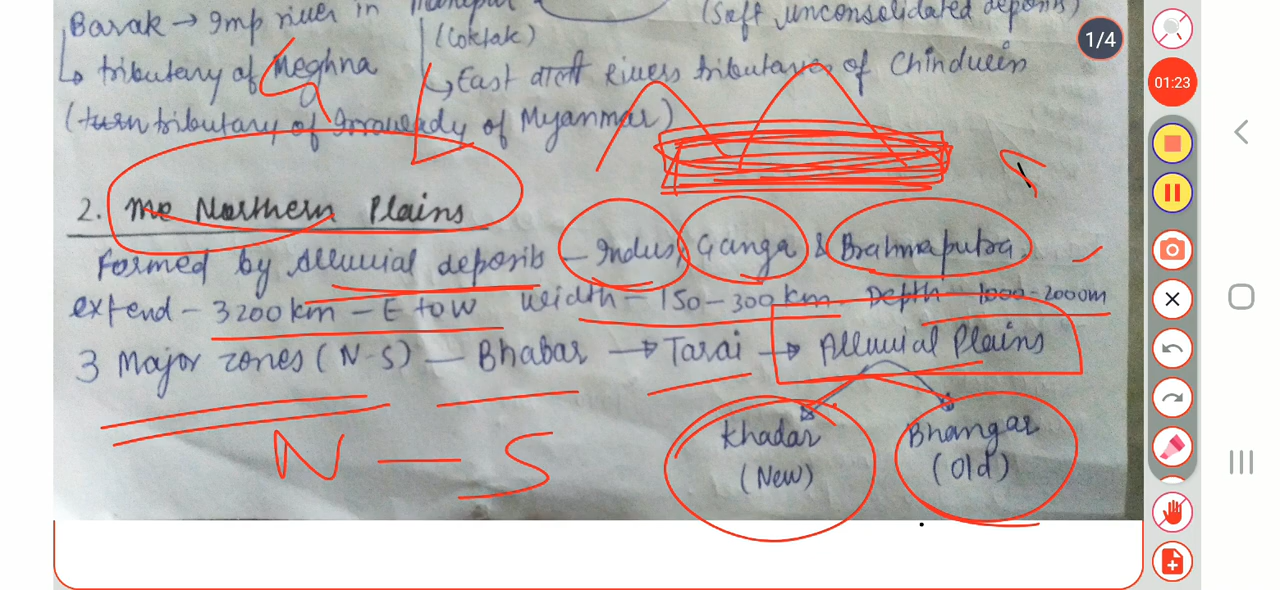 Barak → Imp river in Manipur (Soft unconsolidated deposits)
↳ tributary of Meghna (Loktak)
↳ East वाली Rivers tributaries of Chindwin
(turn tributary of Irrawaddy of Myanmar)
2. The Northern Plains
Formed by Alluvial deposits – Indus, Ganga & Brahmaputra.
extend – 3200 km – E to W width – 150 – 300 km. Depth 1000-2000m
3 Major zones (N-S) – Bhabar → Tarai → Alluvial Plains
Khadar Bhangar
(New) (Old)
N – S
1/4
01:23